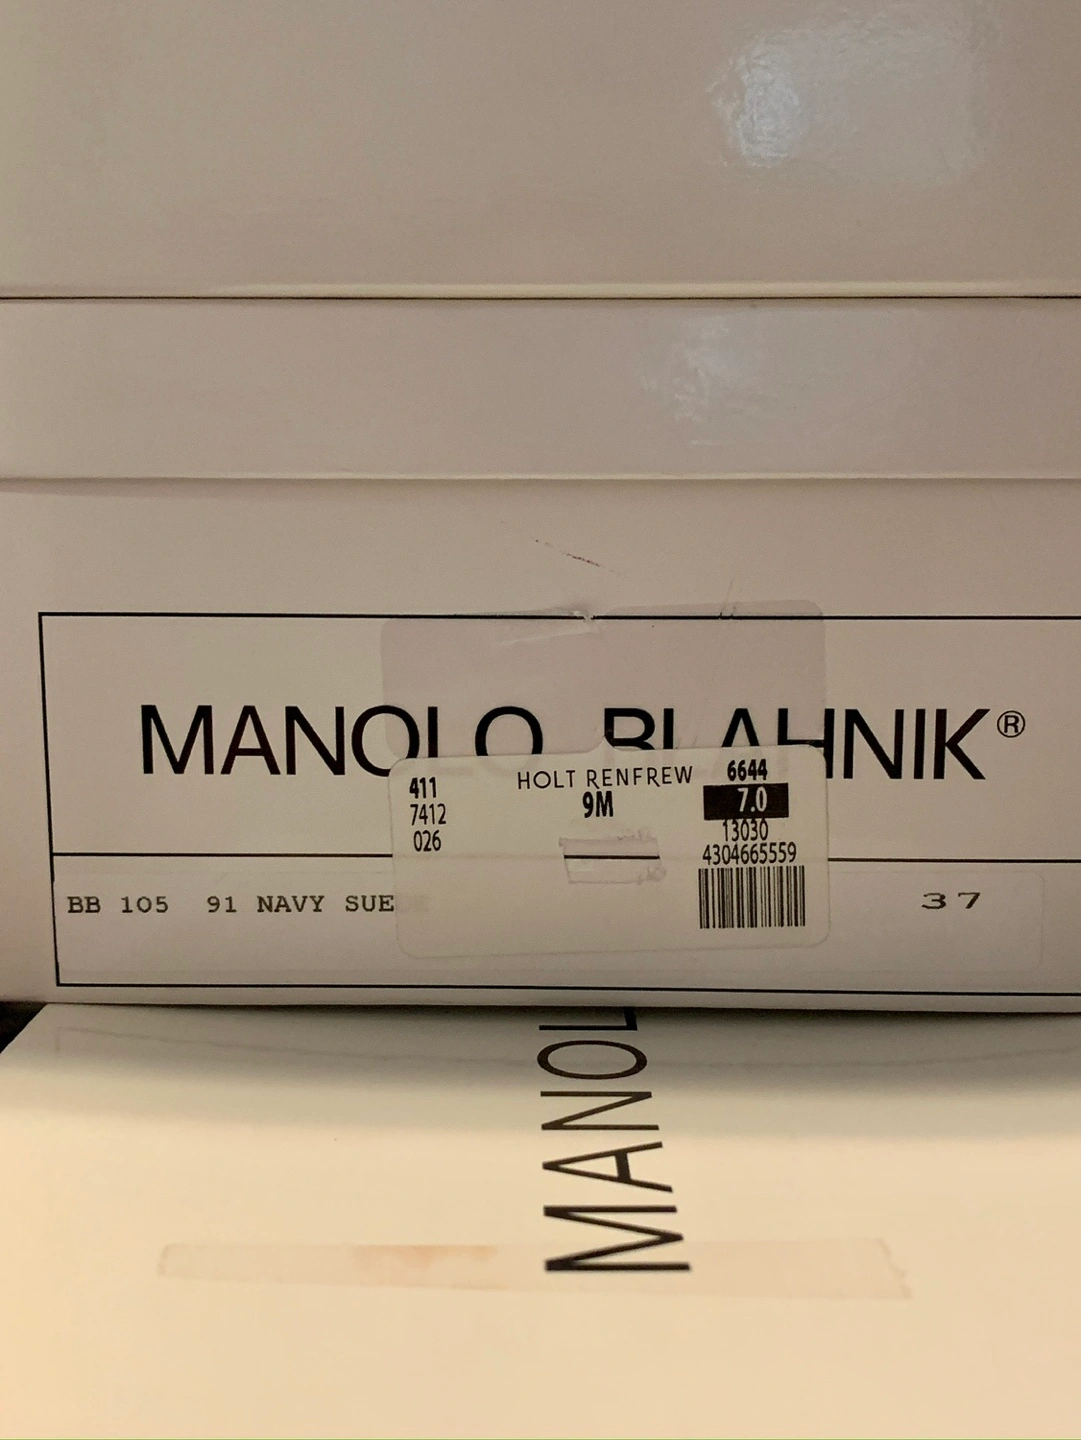 MANOLO BLAHNIK®
411
7412
026
HOLT RENFREW
9M
6644
7.0
13030
4304665559
BB 105 91 NAVY SUE
37
MANOL